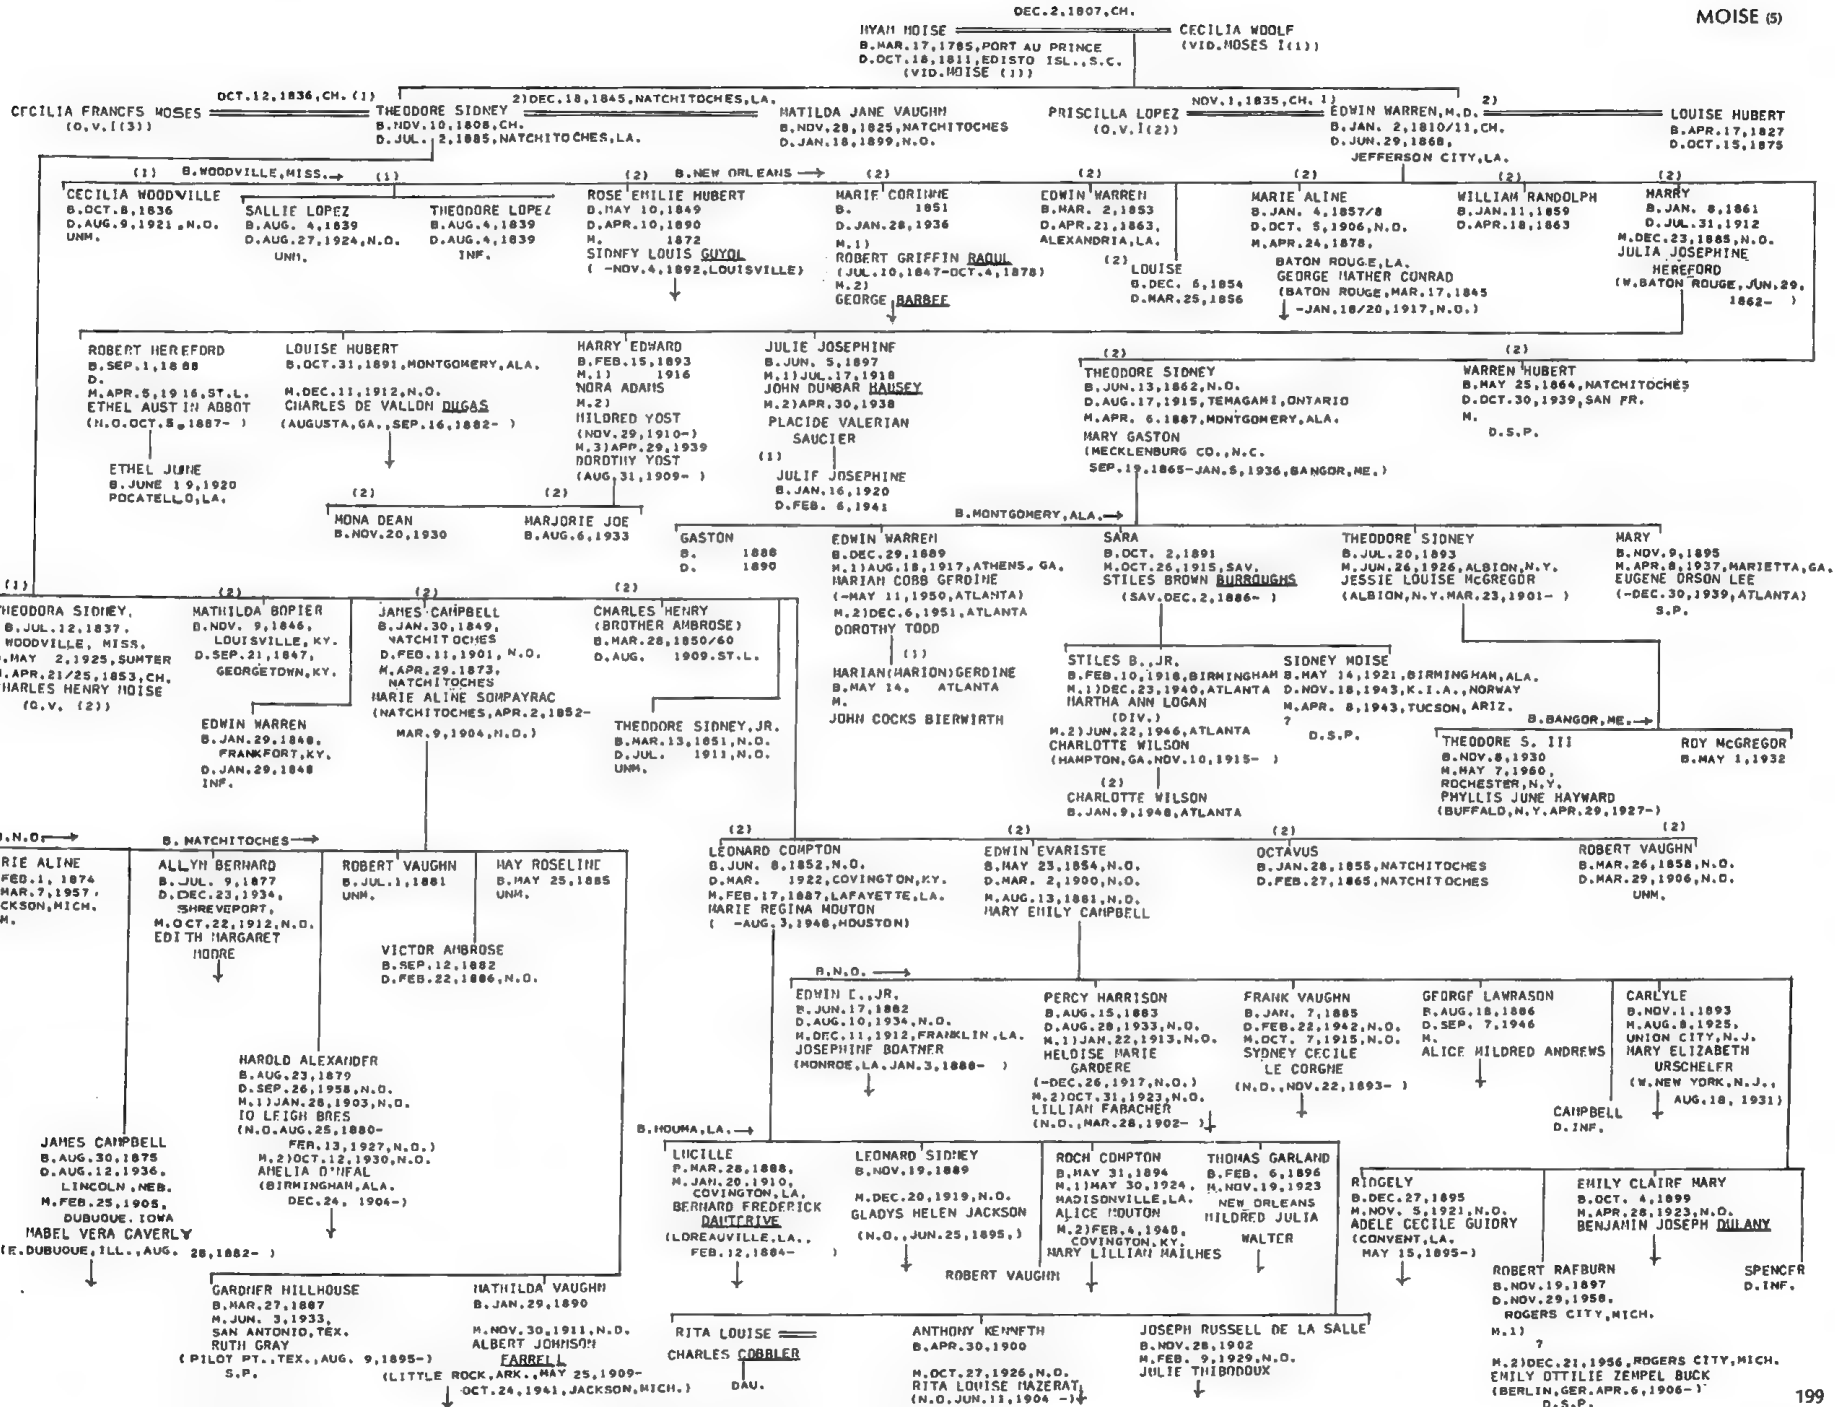 MOISE (5)
DEC.2,1807,CH.
HYAM MOISE
B.MAR.17,1785,PORT AU PRINCE
D.OCT.18,1811,EDISTO ISL.,S.C.
(VID.MOISE (1))
CECILIA WOOLF
(VID.MOSES I(1))
CECILIA FRANCES MOSES
(Q.V.I(3))
OCT.12,1836,CH. (1)
THEODORE SIDNEY
B.NOV.10,1808,CH.
D.JUL. 2,1885,NATCHITOCHES,LA.
2)DEC.18,1845,NATCHITOCHES,LA.
MATILDA JANE VAUGHN
B.NOV.28,1825,NATCHITOCHES
D.JAN.18,1899,N.O.
PRISCILLA LOPEZ
(Q.V.I(2))
NOV.1,1835,CH. 1)
EDWIN WARREN,M.D.
B.JAN. 2,1810/11,CH.
D.JUN.29,1868,
JEFFERSON CITY,LA.
2)
LOUISE HUBERT
B.APR.17,1827
D.OCT.15,1875
(1) B.WOODVILLE,MISS.→ (1)
CECILIA WOODVILLE
B.OCT.8,1836
D.AUG.9,1921,N.O.
UNM.
SALLIE LOPEZ
B.AUG. 4,1839
D.AUG.27,1924,N.O.
UNM.
THEODORE LOPEZ
B.AUG.4,1839
D.AUG.4,1839
INF.
(2) B.NEW ORLEANS →
ROSE EMILIE HUBERT
B.MAY 10,1849
D.APR.10,1890
M. 1872
SIDNEY LOUIS GUYOL
( -NOV.4,1892,LOUISVILLE)
(2)
MARIE CORINNE
B. 1851
D.JAN.28,1936
M.1)
ROBERT GRIFFIN RAOUL
(JUL.10,1847-OCT.4,1878)
M.2)
GEORGE BARBEE
(2)
EDWIN WARREN
B.MAR. 2,1853
D.APR.21,1863,
ALEXANDRIA,LA.
(2)
LOUISE
B.DEC. 6,1854
D.MAR.25,1856
(2)
MARIE ALINE
B.JAN. 4,1857/8
D.OCT. 5,1906,N.O.
M.APR.24,1878,
BATON ROUGE,LA.
GEORGE MATHER CONRAD
(BATON ROUGE,MAR.17,1845
-JAN.18/20,1917,N.O.)
(2)
WILLIAM RANDOLPH
B.JAN.11,1859
D.APR.18,1863
(2)
HARRY
B.JAN. 8,1861
D.JUL.31,1912
M.DEC.23,1885,N.O.
JULIA JOSEPHINE
HEREFORD
(W.BATON ROUGE,JUN.29,
1862- )
ROBERT HEREFORD
B.SEP.1,1888
D.
M.APR.5,1916,ST.L.
ETHEL AUSTIN ABBOT
(N.O.OCT.5,1887- )
ETHEL JUNE
B.JUNE 19,1920
POCATELLO,LA.
LOUISE HUBERT
B.OCT.31,1891,MONTGOMERY,ALA.
M.DEC.11,1912,N.O.
CHARLES DE VALLON DUGAS
(AUGUSTA,GA.,SEP.16,1882- )
HARRY EDWARD
B.FEB.15,1893
M.1) 1916
NORA ADAMS
M.2)
MILDRED YOST
(NOV.29,1910-)
M.3)APR.29,1939
DOROTHY YOST
(AUG.31,1909- )
(2)
MONA DEAN
B.NOV.20,1930
(2)
MARJORIE JOE
B.AUG.6,1933
JULIE JOSEPHINE
B.JUN. 5,1897
M.1)JUL.17,1918
JOHN DUNBAR HAUSEY
M.2)APR.30,1938
PLACIDE VALERIAN
SAUCIER
(1)
JULIE JOSEPHINE
B.JAN.16,1920
D.FEB. 6,1941
(2)
THEODORE SIDNEY
B.JUN.13,1862,N.O.
D.AUG.17,1915,TEMAGAMI,ONTARIO
M.APR. 6.1887,MONTGOMERY,ALA.
MARY GASTON
(MECKLENBURG CO.,N.C.
SEP.19,1865-JAN.5,1936,BANGOR,ME.)
(2)
WARREN HUBERT
B.MAY 25,1864,NATCHITOCHES
D.OCT.30,1939,SAN FR.
M.
D.S.P.
B.MONTGOMERY,ALA.→
GASTON
B. 1888
D. 1890
EDWIN WARREN
B.DEC.29,1889
M.1)AUG.18,1917,ATHENS,GA.
MARIAN COBB GERDINE
(-MAY 11,1950,ATLANTA)
M.2)DEC.6,1951,ATLANTA
DOROTHY TODD
(1)
MARIAN(MARION)GERDINE
B.MAY 14, ATLANTA
M.
JOHN COCKS BIERWIRTH
SARA
B.OCT. 2,1891
M.OCT.26,1915,SAV.
STILES BROWN BURROUGHS
(SAV.DEC.2,1886- )
THEODORE SIDNEY
B.JUL.20,1893
M.JUN.26,1926,ALBION,N.Y.
JESSIE LOUISE McGREGOR
(ALBION,N.Y.MAR.23,1901- )
MARY
B.NOV.9,1895
M.APR.8,1937,MARIETTA,GA.
EUGENE ORSON LEE
(-DEC.30,1939,ATLANTA)
S.P.
STILES B.,JR.
B.FEB.10,1918,BIRMINGHAM
M.1)DEC.23,1940,ATLANTA
MARTHA ANN LOGAN
(DIV.)
M.2)JUN.22,1946,ATLANTA
CHARLOTTE WILSON
(HAMPTON,GA.NOV.10,1915- )
(2)
CHARLOTTE WILSON
B.JAN.9,1948,ATLANTA
SIDNEY MOISE
B.MAY 14,1921,BIRMINGHAM,ALA.
D.NOV.18,1943,K.I.A.,NORWAY
M.APR. 8,1943,TUCSON,ARIZ.
?
D.S.P.
B.BANGOR,ME.→
THEODORE S. III
B.NOV.8,1930
M.MAY 7,1960,
ROCHESTER,N.Y.
PHYLLIS JUNE HAYWARD
(BUFFALO,N.Y.APR.29,1927-)
ROY McGREGOR
B.MAY 1,1932
(1)
THEODORA SIDNEY,
B.JUL.12,1837,
WOODVILLE, MISS.
.MAY 2,1925,SUMTER
M.APR.21/25,1853,CH.
CHARLES HENRY MOISE
(Q.V. (2))
(2)
MATHILDA BOPIER
B.NOV. 9,1846,
LOUISVILLE,KY.
D.SEP.21,1847,
GEORGETOWN,KY.
EDWIN WARREN
B.JAN.29,1848,
FRANKFORT,KY.
D.JAN.29,1848
INF.
(2)
JAMES CAMPBELL
B.JAN.30,1849,
NATCHITOCHES
D.FEB.11,1901, N.O.
M.APR.29,1873,
NATCHITOCHES
MARIE ALINE SOMPAYRAC
(NATCHITOCHES,APR.2,1852-
MAR.9,1904,N.O.)
(2)
CHARLES HENRY
(BROTHER AMBROSE)
B.MAR.28,1850/60
D.AUG. 1909.ST.L.
THEODORE SIDNEY,JR.
B.MAR.13,1851,N.O.
D.JUL. 1911,N.O.
UNM.
B.N.O.→
RIE ALINE
FEB.1, 1874
MAR.7,1957,
CKSON,MICH.
M.
B.NATCHITOCHES→
ALLYN BERNARD
B.JUL. 9,1877
D.DEC.23,1934,
SHREVEPORT,
M.OCT.22,1912,N.O.
EDITH MARGARET
MOORE
ROBERT VAUGHN
B.JUL.1,1881
UNM.
MAY ROSELINE
B.MAY 25,1885
UNM.
VICTOR AMBROSE
B.SEP.12,1882
D.FEB.22,1886,N.O.
(2)
LEONARD COMPTON
B.JUN. 8,1852,N.O.
D.MAR. 1922,COVINGTON,KY.
M.FEB.17,1887,LAFAYETTE,LA.
MARIE REGINA MOUTON
( -AUG.3,1948,HOUSTON)
(2)
EDWIN EVARISTE
B.MAY 23,1854,N.O.
D.MAR. 2,1900,N.O.
M.AUG.13,1881,N.O.
MARY EMILY CAMPBELL
(2)
OCTAVUS
B.JAN.28,1855,NATCHITOCHES
D.FEB.27,1865,NATCHITOCHES
(2)
ROBERT VAUGHN
B.MAR.26,1858,N.O.
D.MAR.29,1906,N.O.
UNM.
B.N.O. →
EDWIN E.,JR.
B.JUN.17,1882
D.AUG.10,1934,N.O.
M.DEC.11,1912,FRANKLIN,LA.
JOSEPHINE BOATNER
(MONROE,LA.JAN.3,1888- )
PERCY HARRISON
B.AUG.15,1883
D.AUG.28,1933,N.O.
M.1)JAN.22,1913,N.O.
HELOISE MARIE
GARDERE
(-DEC.26,1917,N.O.)
M.2)OCT.31,1923,N.O.
LILLIAN FABACHER
(N.O.,MAR.28,1902- )
FRANK VAUGHN
B.JAN. 7,1885
D.FEB.22,1942,N.O.
M.OCT. 7,1915,N.O.
SYDNEY CECILE
LE CORGNE
(N.O.,NOV.22,1893- )
GEORGE LAWRASON
B.AUG.18,1886
D.SEP. 7,1946
M.
ALICE MILDRED ANDREWS
CARLYLE
B.NOV.1,1893
M.AUG.8,1925,
UNION CITY,N.J.
MARY ELIZABETH
URSCHELER
(W.NEW YORK,N.J.,
AUG.18, 1931)
CAMPBELL
D.INF.
HAROLD ALEXANDER
B.AUG.23,1879
D.SEP.26,1958,N.O.
M.1)JAN.28,1903,N.O.
IO LEIGH BRES
(N.O.AUG.25,1880-
FEB.13,1927,N.O.)
M.2)OCT.12,1930,N.O.
AMELIA O'NEAL
(BIRMINGHAM,ALA.
DEC.24, 1904-)
JAMES CAMPBELL
B.AUG.30,1875
D.AUG.12,1936,
LINCOLN,NEB.
M.FEB.25,1905,
DUBUQUE.IOWA
MABEL VERA CAVERLY
(E.DUBUQUE,ILL.,AUG. 28,1882- )
B.HOUMA,LA.→
LUCILLE
B.MAR.28,1888,
M.JAN.20,1910,
COVINGTON,LA,
BERNARD FREDERICK
DAUTERIVE
(LOREAUVILLE,LA.,
FEB.12,1884- )
LEONARD SIDNEY
B.NOV.19,1889
M.DEC.20,1919,N.O.
GLADYS HELEN JACKSON
(N.O.,JUN.25,1895,)
ROBERT VAUGHN
ROCH COMPTON
B.MAY 31,1894
M.1)MAY 30,1924,
MADISONVILLE,LA.
ALICE MOUTON
M.2)FEB,4,1940,
COVINGTON,KY.
MARY LILLIAN MAILHES
THOMAS GARLAND
B.FEB. 6,1896
M.NOV.19,1923
NEW ORLEANS
MILDRED JULIA
WALTER
RIDGELY
B.DEC.27,1895
M.NOV. 5,1921,N.O.
ADELE CECILE GUIDRY
(CONVENT,LA.
MAY 15,1895-)
EMILY CLAIRE MARY
B.OCT. 4,1899
M.APR.28,1923,N.O.
BENJAMIN JOSEPH DULANY
ROBERT RAEBURN
B.NOV.19,1897
D.NOV.29,1958,
ROGERS CITY,MICH.
M.1)
?
M.2)DEC.21,1956,ROGERS CITY,MICH.
EMILY OTTILIE ZEMPEL BUCK
(BERLIN,GER.APR.6,1906-)
D.S.P.
SPENCER
D.INF.
GARDNER HILLHOUSE
B.MAR.27,1887
M.JUN. 3,1933,
SAN ANTONIO,TEX.
RUTH GRAY
(PILOT PT.,TEX.,AUG. 9,1895-)
S.P.
MATHILDA VAUGHN
B.JAN.29,1890
M.NOV.30,1911,N.O.
ALBERT JOHNSON
FARRELL
(LITTLE ROCK,ARK.,MAY 25,1909-
OCT.24,1941,JACKSON,MICH.)
RITA LOUISE
CHARLES COBBLER
DAU.
ANTHONY KENNETH
B.APR.30,1900
M.OCT.27,1926,N.O.
RITA LOUISE MAZERAT
(N.O.JUN.11,1904 -)
JOSEPH RUSSELL DE LA SALLE
B.NOV.28,1902
M.FEB. 9,1929,N.O.
JULIE THIBODOUX
199